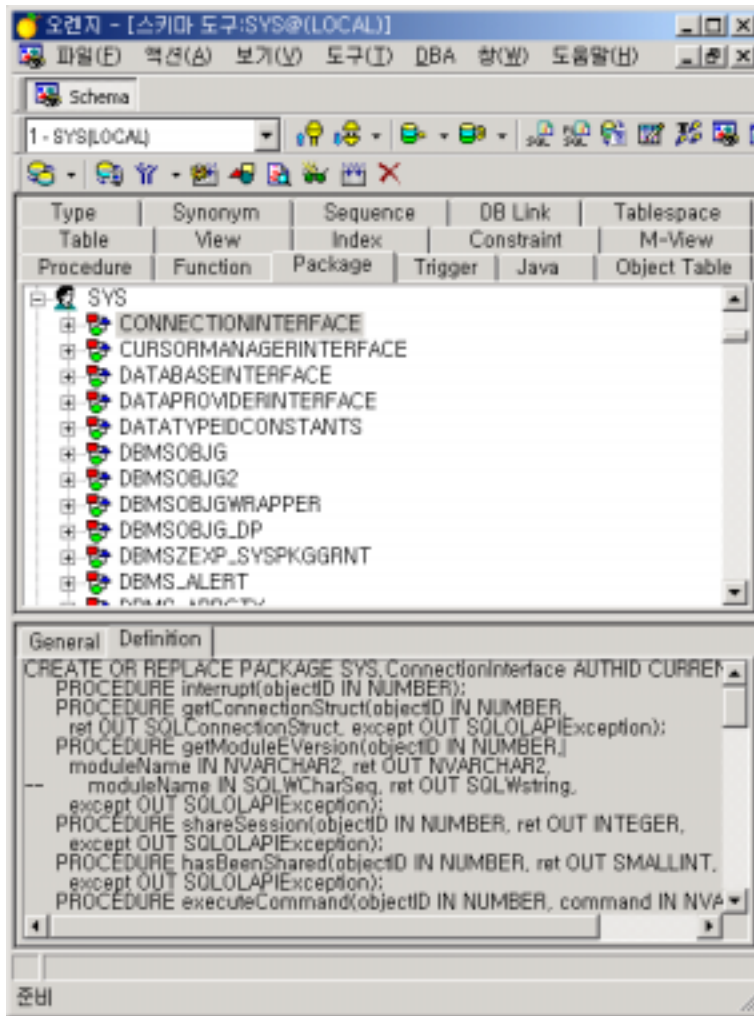 오렌지 - [스키마 도구:SYS@(LOCAL)]
파일(F) 액션(A) 보기(V) 도구(T) DBA 창(W) 도움말(H)
Schema
1 - SYS(LOCAL)
Type Synonym Sequence DB Link Tablespace
Table View Index Constraint M-View
Procedure Function Package Trigger Java Object Table
SYS
CONNECTIONINTERFACE
CURSORMANAGERINTERFACE
DATABASEINTERFACE
DATAPROVIDERINTERFACE
DATATYPEIDCONSTANTS
DBMSOBJG
DBMSOBJG2
DBMSOBJGWRAPPER
DBMSOBJG_DP
DBMSZEXP_SYSPKGGRNT
DBMS_ALERT
General Definition
CREATE OR REPLACE PACKAGE SYS.ConnectionInterface AUTHID CURREN
PROCEDURE interrupt(objectID IN NUMBER);
PROCEDURE getConnectionStruct(objectID IN NUMBER,
ret OUT SQLConnectionStruct, except OUT SQLOLAPIException);
PROCEDURE getModuleEVersion(objectID IN NUMBER,
moduleName IN NVARCHAR2, ret OUT NVARCHAR2,
-- moduleName IN SQLWCharSeq, ret OUT SQLWstring,
except OUT SQLOLAPIException);
PROCEDURE shareSession(objectID IN NUMBER, ret OUT INTEGER,
except OUT SQLOLAPIException);
PROCEDURE hasBeenShared(objectID IN NUMBER, ret OUT SMALLINT,
except OUT SQLOLAPIException);
PROCEDURE executeCommand(objectID IN NUMBER, command IN NVA
준비